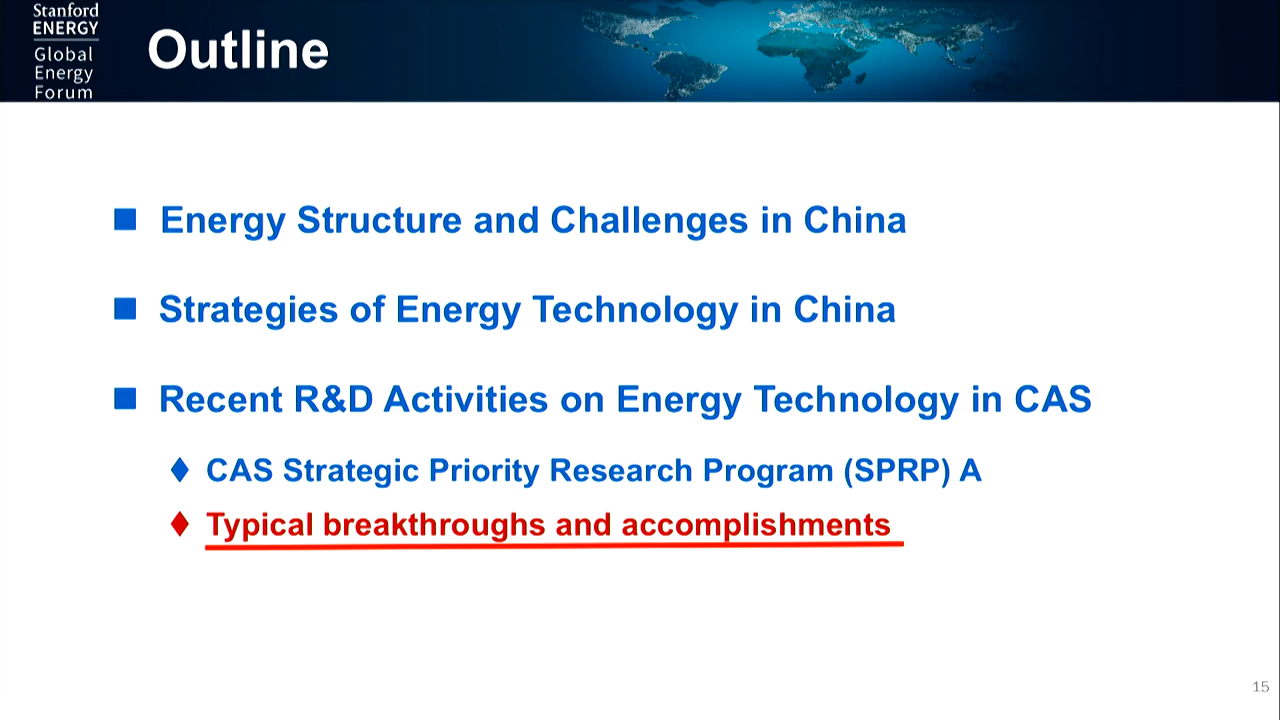 Stanford
ENERGY
Global
Energy
Forum
Outline
Energy Structure and Challenges in China
Strategies of Energy Technology in China
Recent R&D Activities on Energy Technology in CAS
CAS Strategic Priority Research Program (SPRP) A
Typical breakthroughs and accomplishments
15